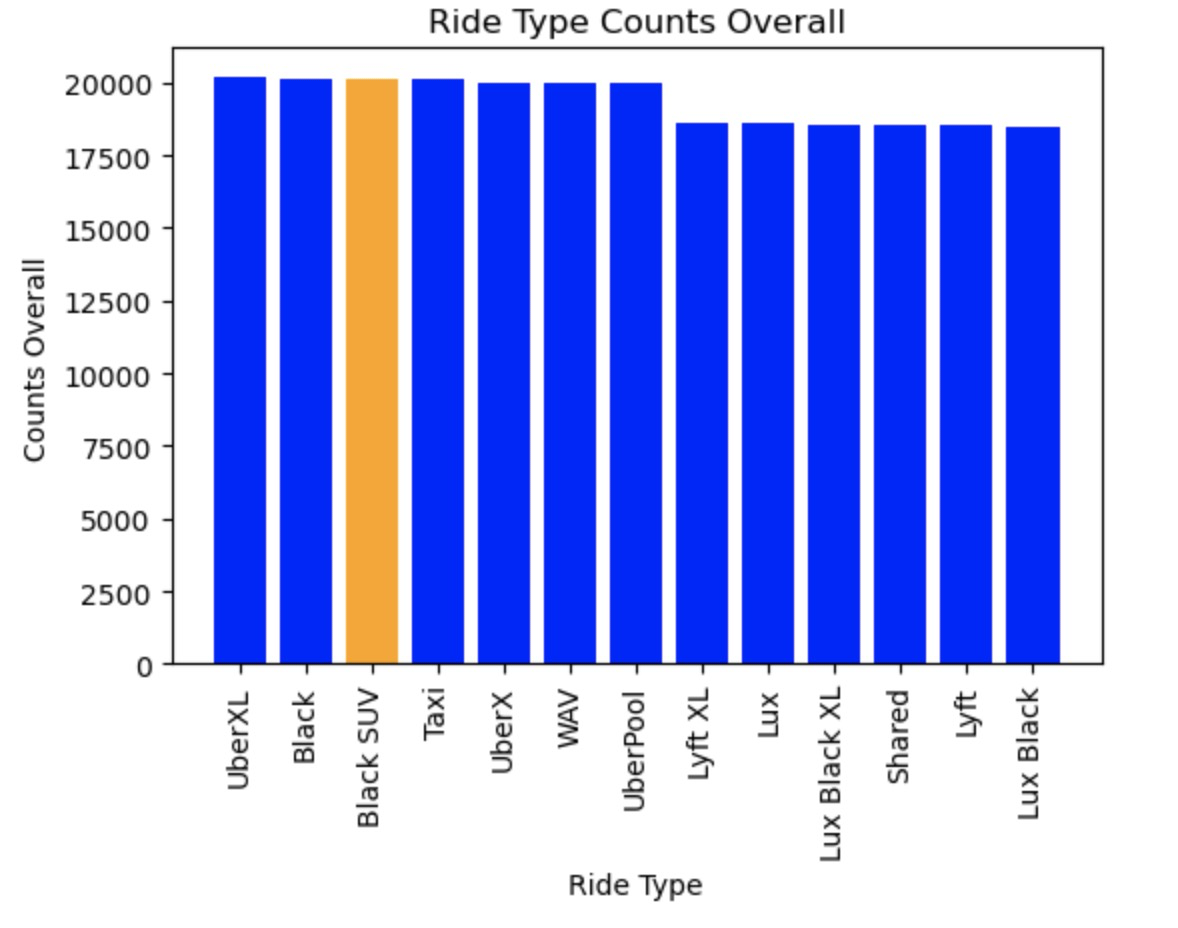 Ride Type Counts Overall
Counts Overall
20000
17500
15000
12500
10000
7500
5000
2500
0
UberXL
Black
Black SUV
Taxi
UberX
WAV
UberPool
Lyft XL
Lux
Lux Black XL
Shared
Lyft
Lux Black
Ride Type